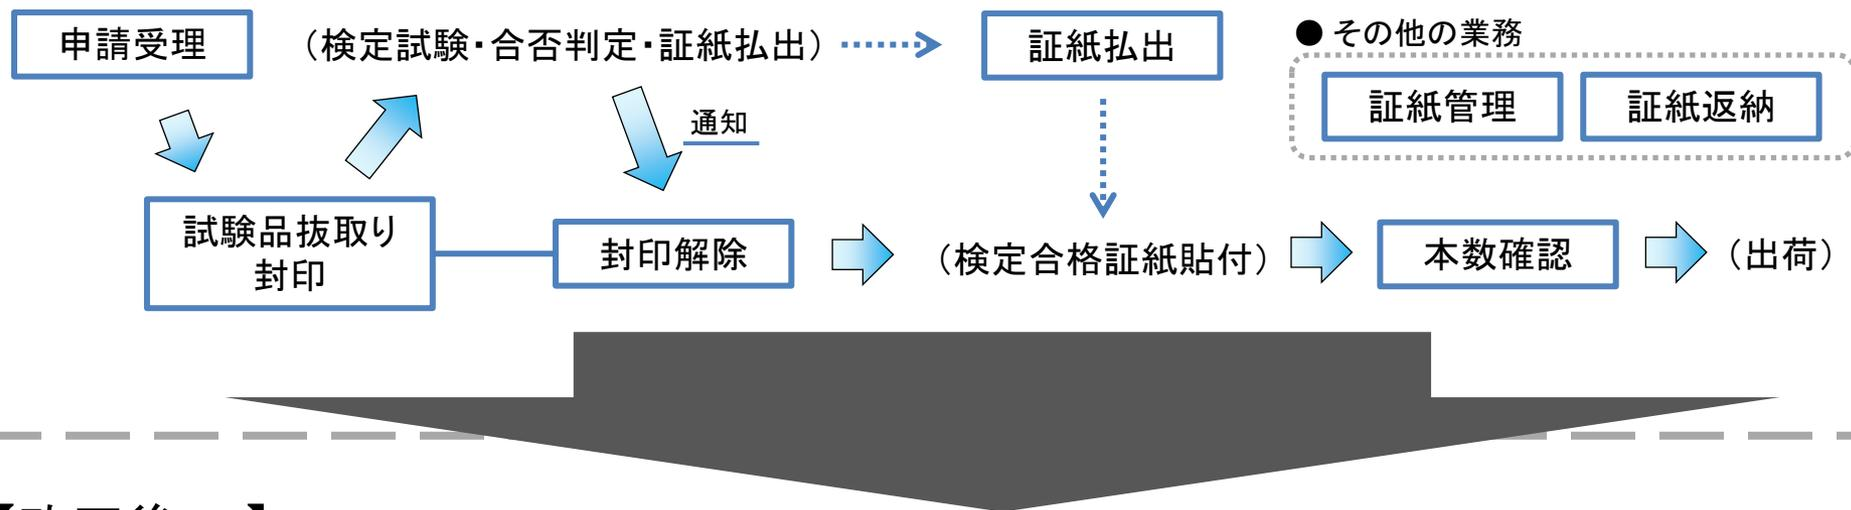 申請受理
（検定試験・合否判定・証紙払出）
証紙払出
● その他の業務
証紙管理
証紙返納
通知
試験品抜取り
封印
封印解除
（検定合格証紙貼付）
本数確認
（出荷）